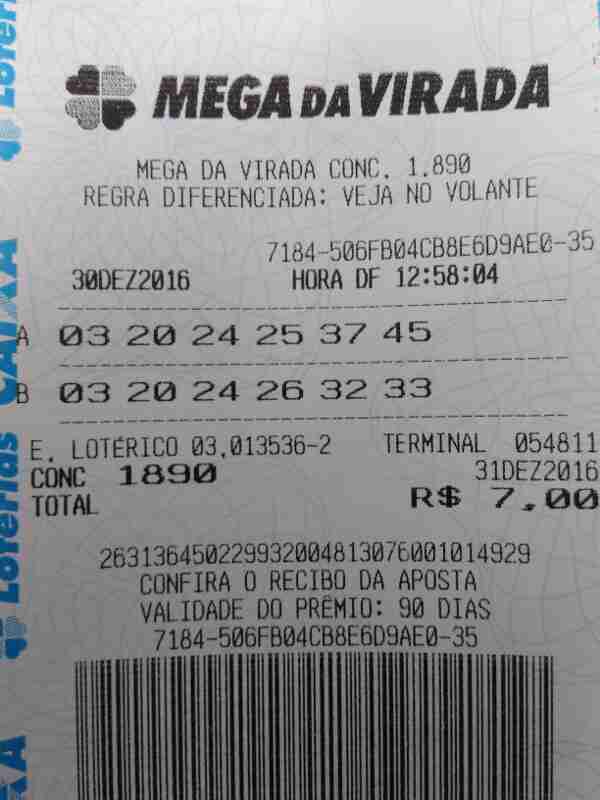 MEGA DA VIRADA
MEGA DA VIRADA CONC. 1.890
REGRA DIFERENCIADA: VEJA NO VOLANTE
7184-506FB04CB8E6D9AE0-35
30DEZ2016 HORA DF 12:58:04
A 03 20 24 25 37 45
B 03 20 24 26 32 33
E. LOTÉRICO 03.013536-2 TERMINAL 054811
CONC 1890 31DEZ2016
TOTAL R$ 7,00
263136450229932004813076001014929
CONFIRA O RECIBO DA APOSTA
VALIDADE DO PRÊMIO: 90 DIAS
7184-506FB04CB8E6D9AE0-35
Loterias CAIXA